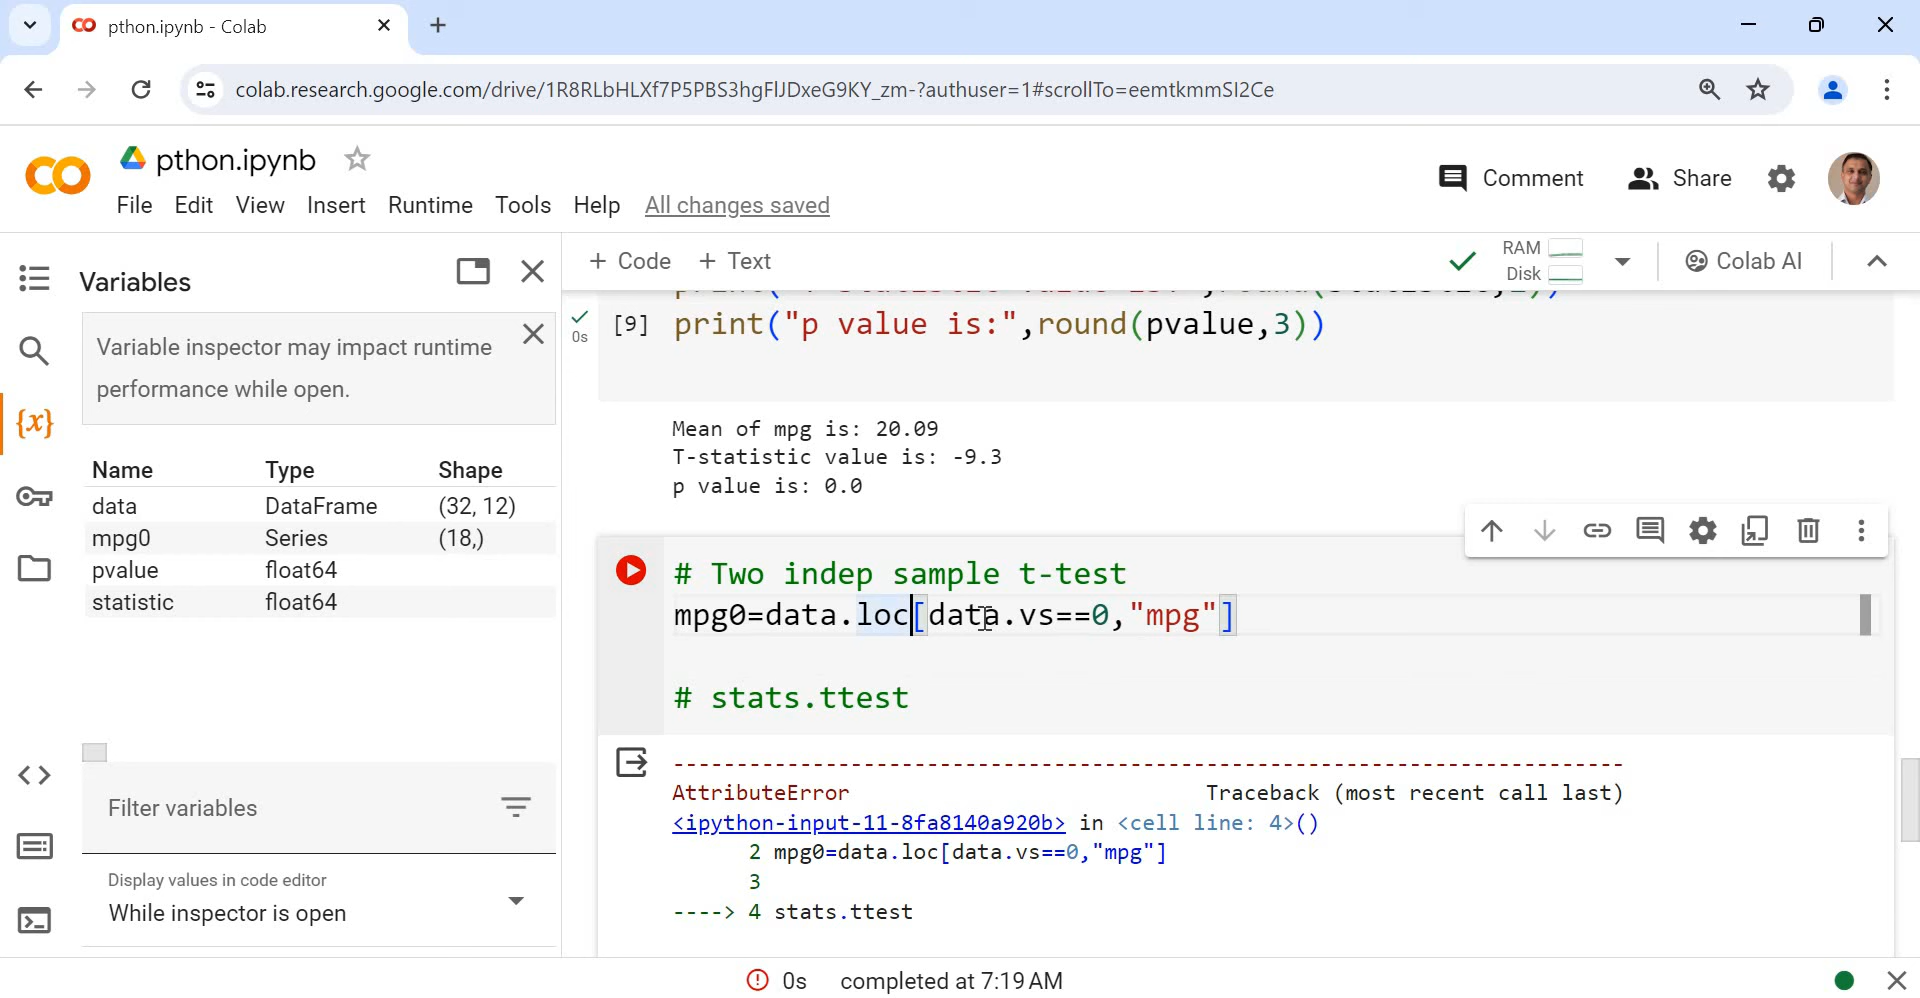 pthon.ipynb - Colab
colab.research.google.com/drive/1R8RLbHLXf7P5PBS3hgFlJDxeG9KY_zm-?authuser=1#scrollTo=eemtkmmSI2Ce
pthon.ipynb
Comment
Share
File Edit View Insert Runtime Tools Help All changes saved
Variables
+ Code + Text
RAM
Disk
Colab AI
Variable inspector may impact runtime
performance while open.
Name Type Shape
data DataFrame (32, 12)
mpg0 Series (18,)
pvalue float64
statistic float64
Filter variables
Display values in code editor
While inspector is open
0s
[9] print("p value is:",round(pvalue,3))
Mean of mpg is: 20.09
T-statistic value is: -9.3
p value is: 0.0
# Two indep sample t-test
mpg0=data.loc[data.vs==0,"mpg"]
# stats.ttest
---------------------------------------------------------------------------
AttributeError Traceback (most recent call last)
<ipython-input-11-8fa8140a920b> in <cell line: 4>()
2 mpg0=data.loc[data.vs==0,"mpg"]
3
----> 4 stats.ttest
0s completed at 7:19 AM